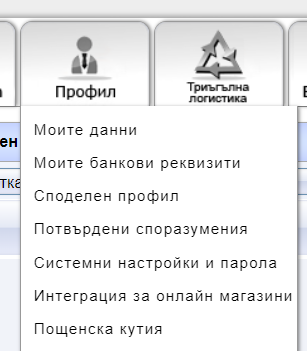 Профил
Триъгълна
логистика
Моите данни
Моите банкови реквизити
Споделен профил
Потвърдени споразумения
Системни настройки и парола
Интеграция за онлайн магазини
Пощенска кутия